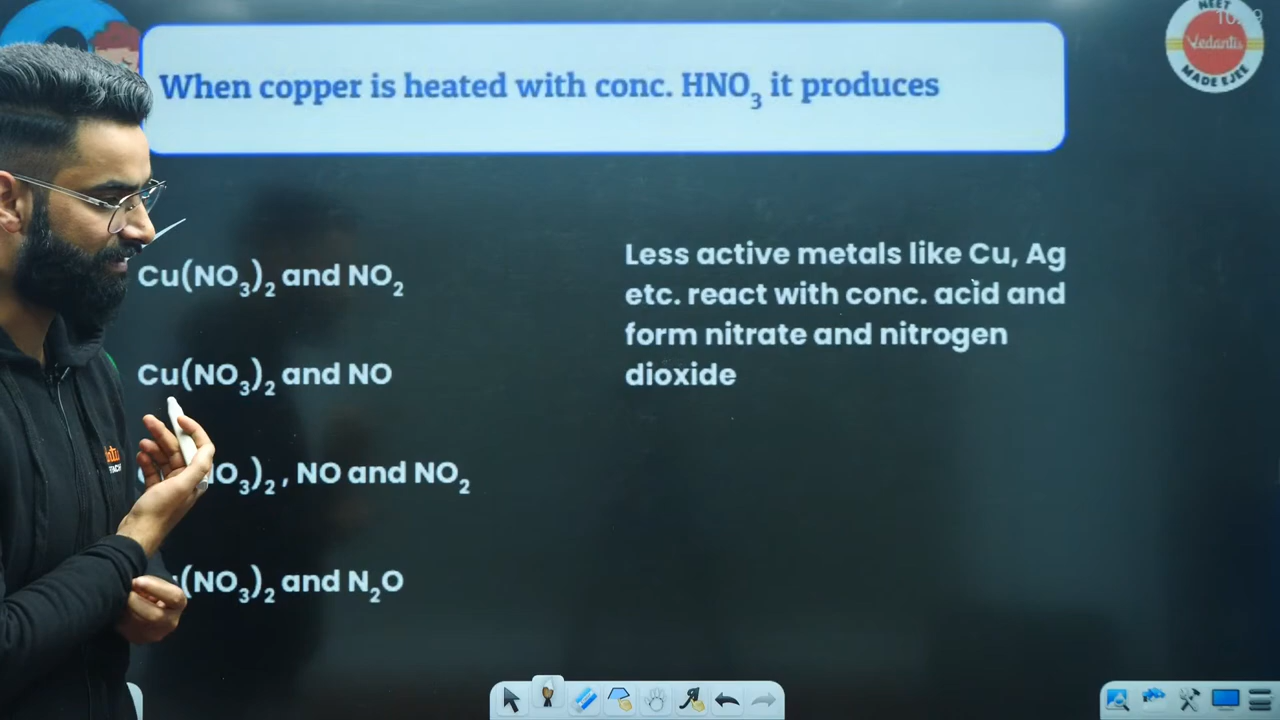 When copper is heated with conc. HNO₃ it produces
NEET
Vedantu
MADE EJEE
Cu(NO₃)₂ and NO₂
Less active metals like Cu, Ag
etc. react with conc. acid and
form nitrate and nitrogen
dioxide
Cu(NO₃)₂ and NO
NO₃)₂, NO and NO₂
(NO₃)₂ and N₂O